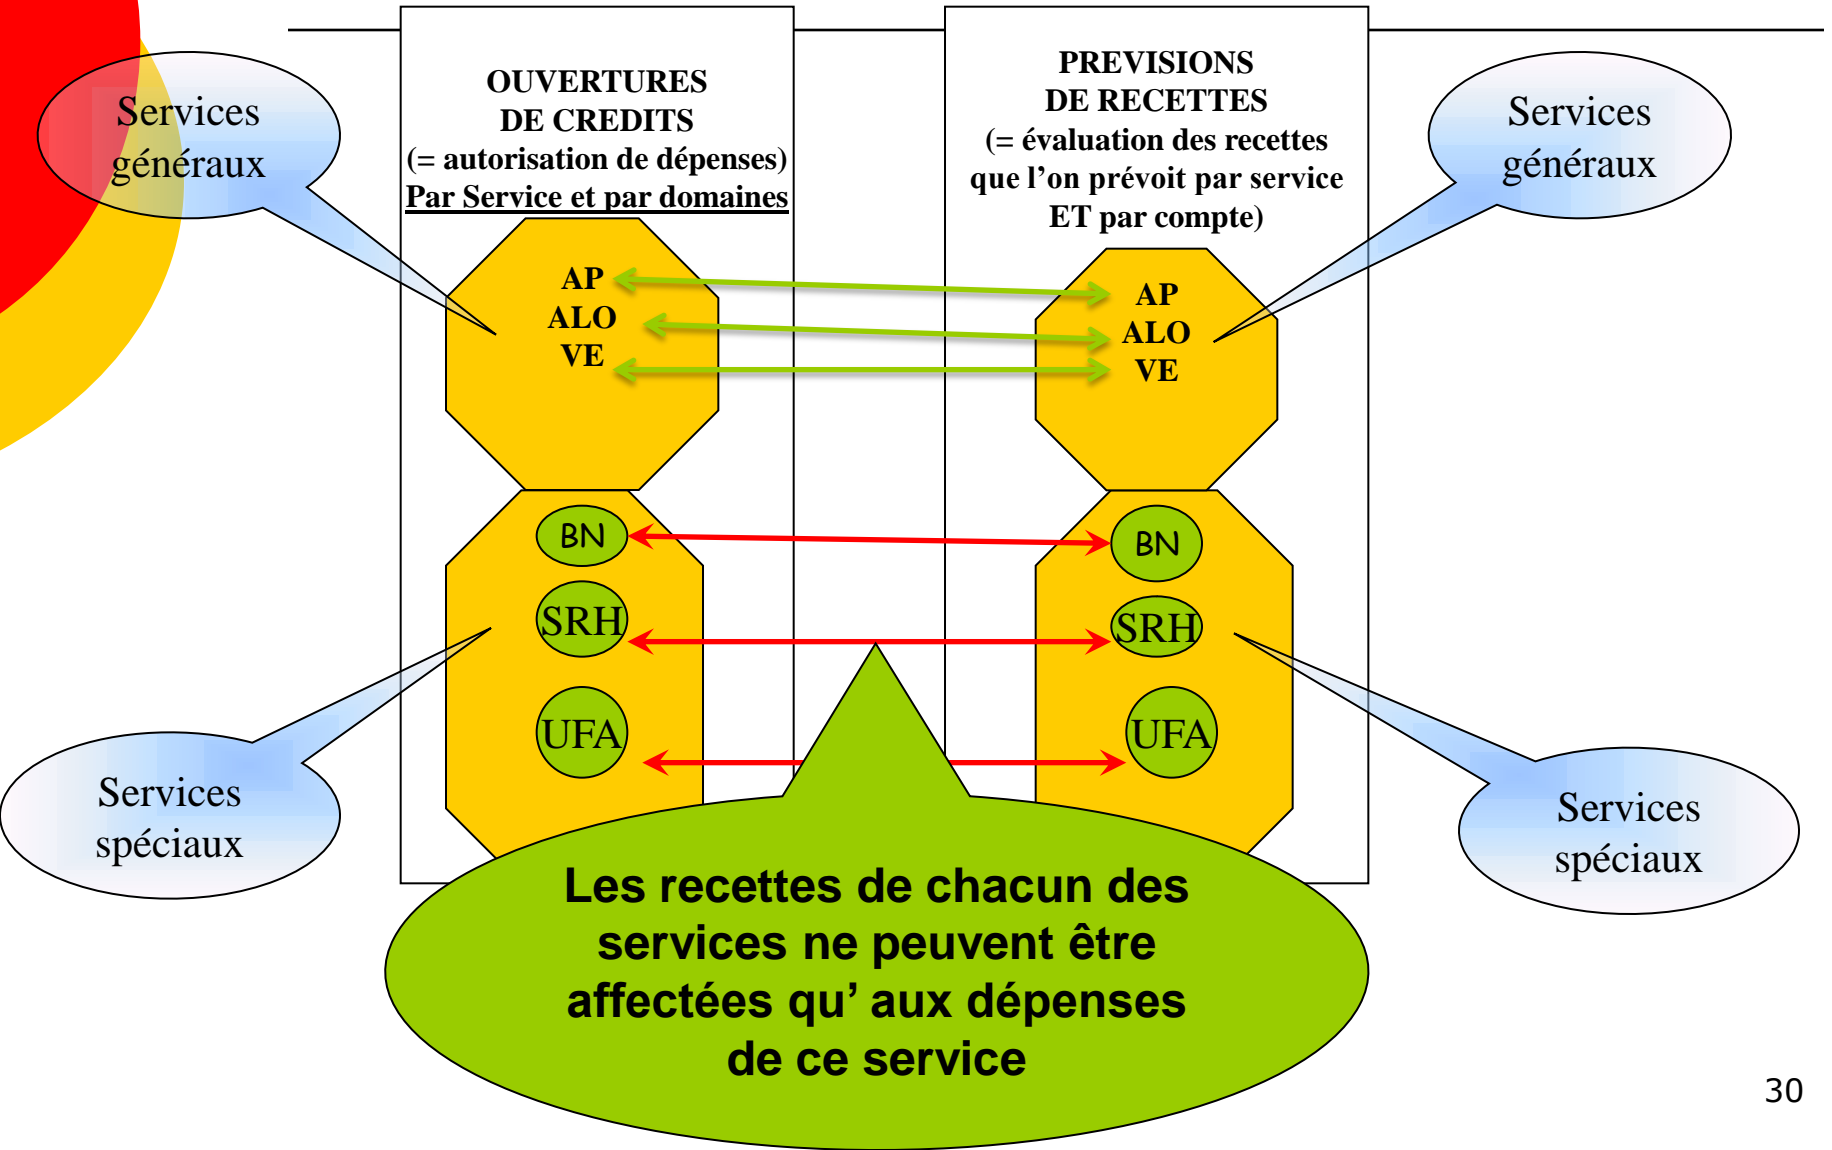 OUVERTURES
DE CREDITS
(= autorisation de dépenses)
Par Service et par domaines
PREVISIONS
DE RECETTES
(= évaluation des recettes
que l’on prévoit par service
ET par compte)
Services
généraux
Services
généraux
AP
ALO
VE
AP
ALO
VE
BN
SRH
UFA
BN
SRH
UFA
Services
spéciaux
Services
spéciaux
Les recettes de chacun des
services ne peuvent être
affectées qu’ aux dépenses
de ce service
30